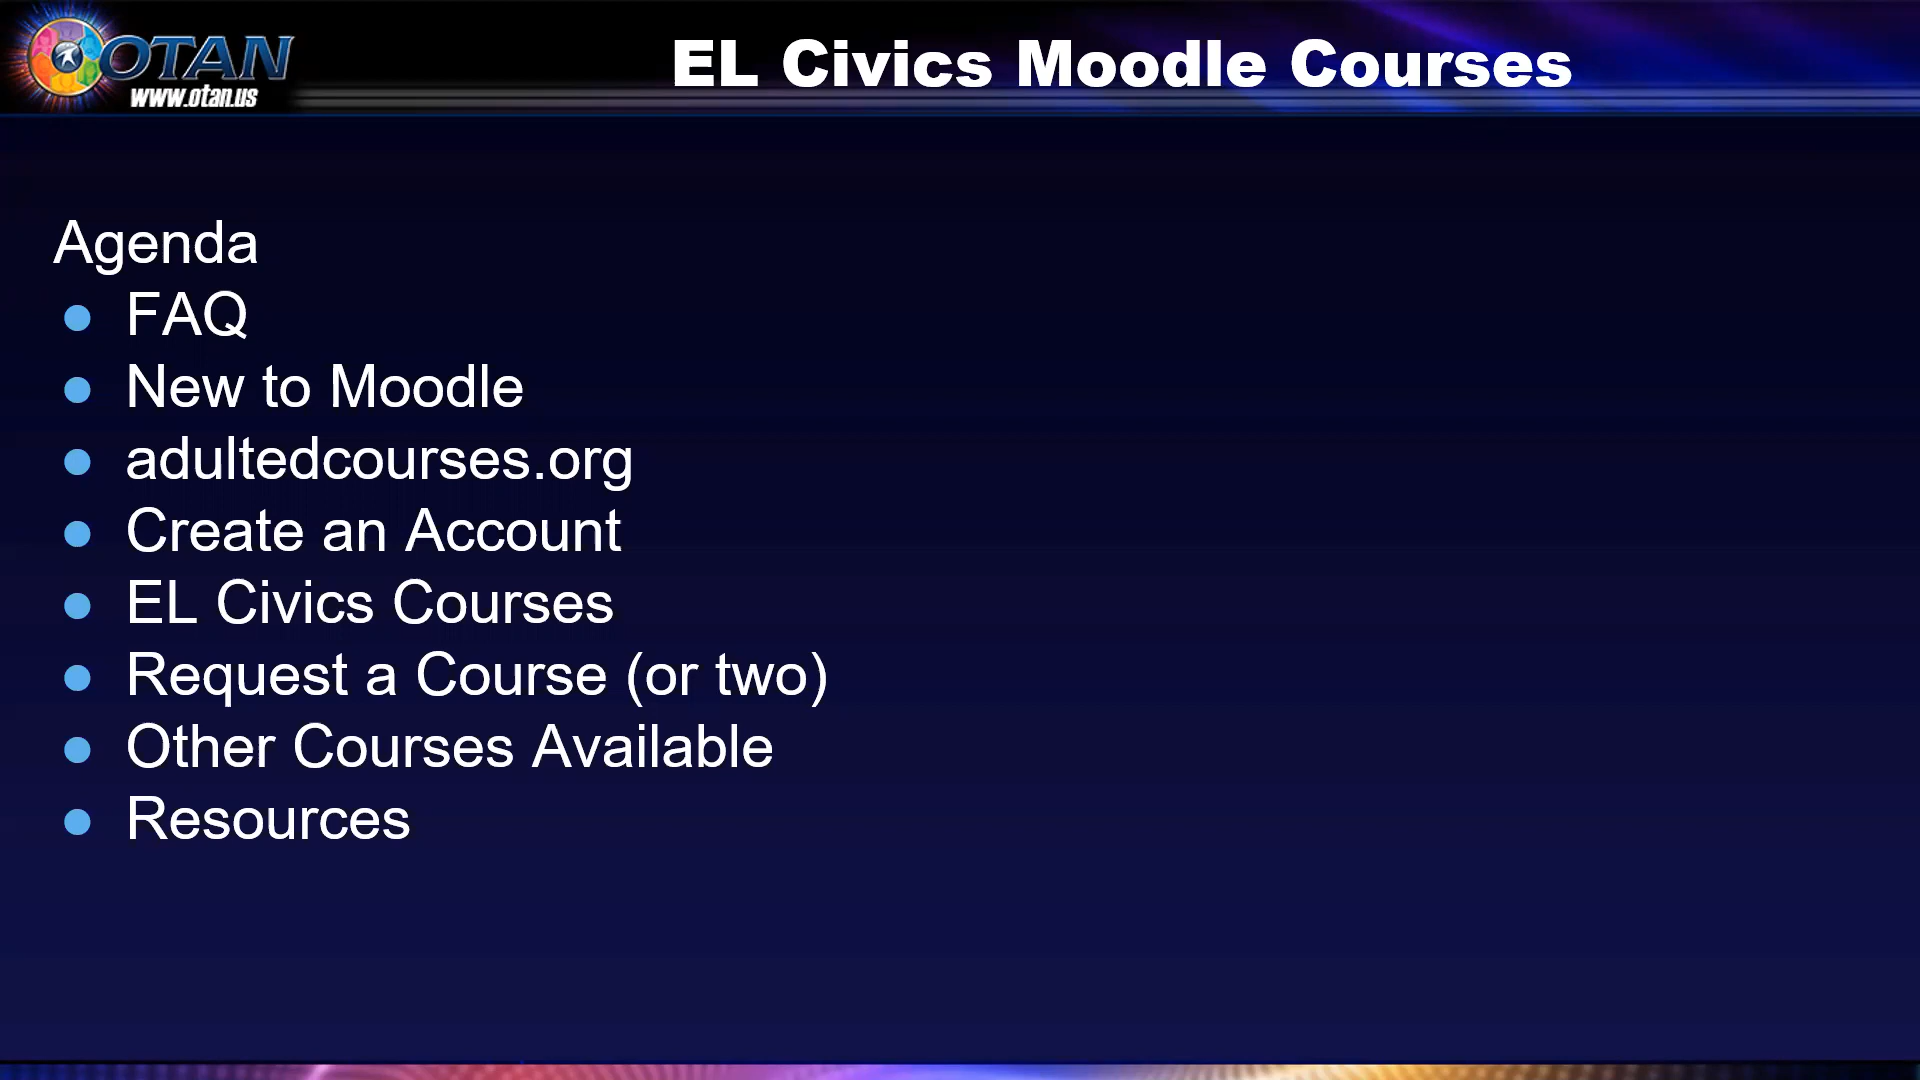 OTAN
www.otan.us
EL Civics Moodle Courses
Agenda
● FAQ
● New to Moodle
● adultedcourses.org
● Create an Account
● EL Civics Courses
● Request a Course (or two)
● Other Courses Available
● Resources